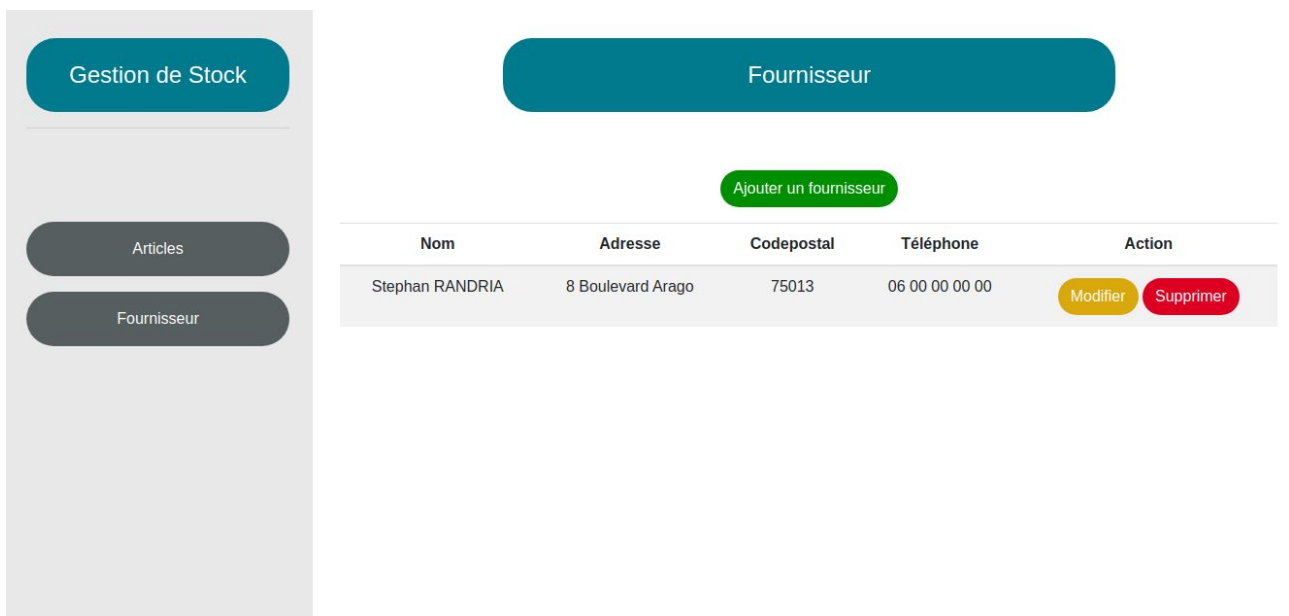 Gestion de Stock
Articles
Fournisseur
Fournisseur
Ajouter un fournisseur
Nom Adresse Codepostal Téléphone Action
Stephan RANDRIA 8 Boulevard Arago 75013 06 00 00 00 00 Modifier Supprimer